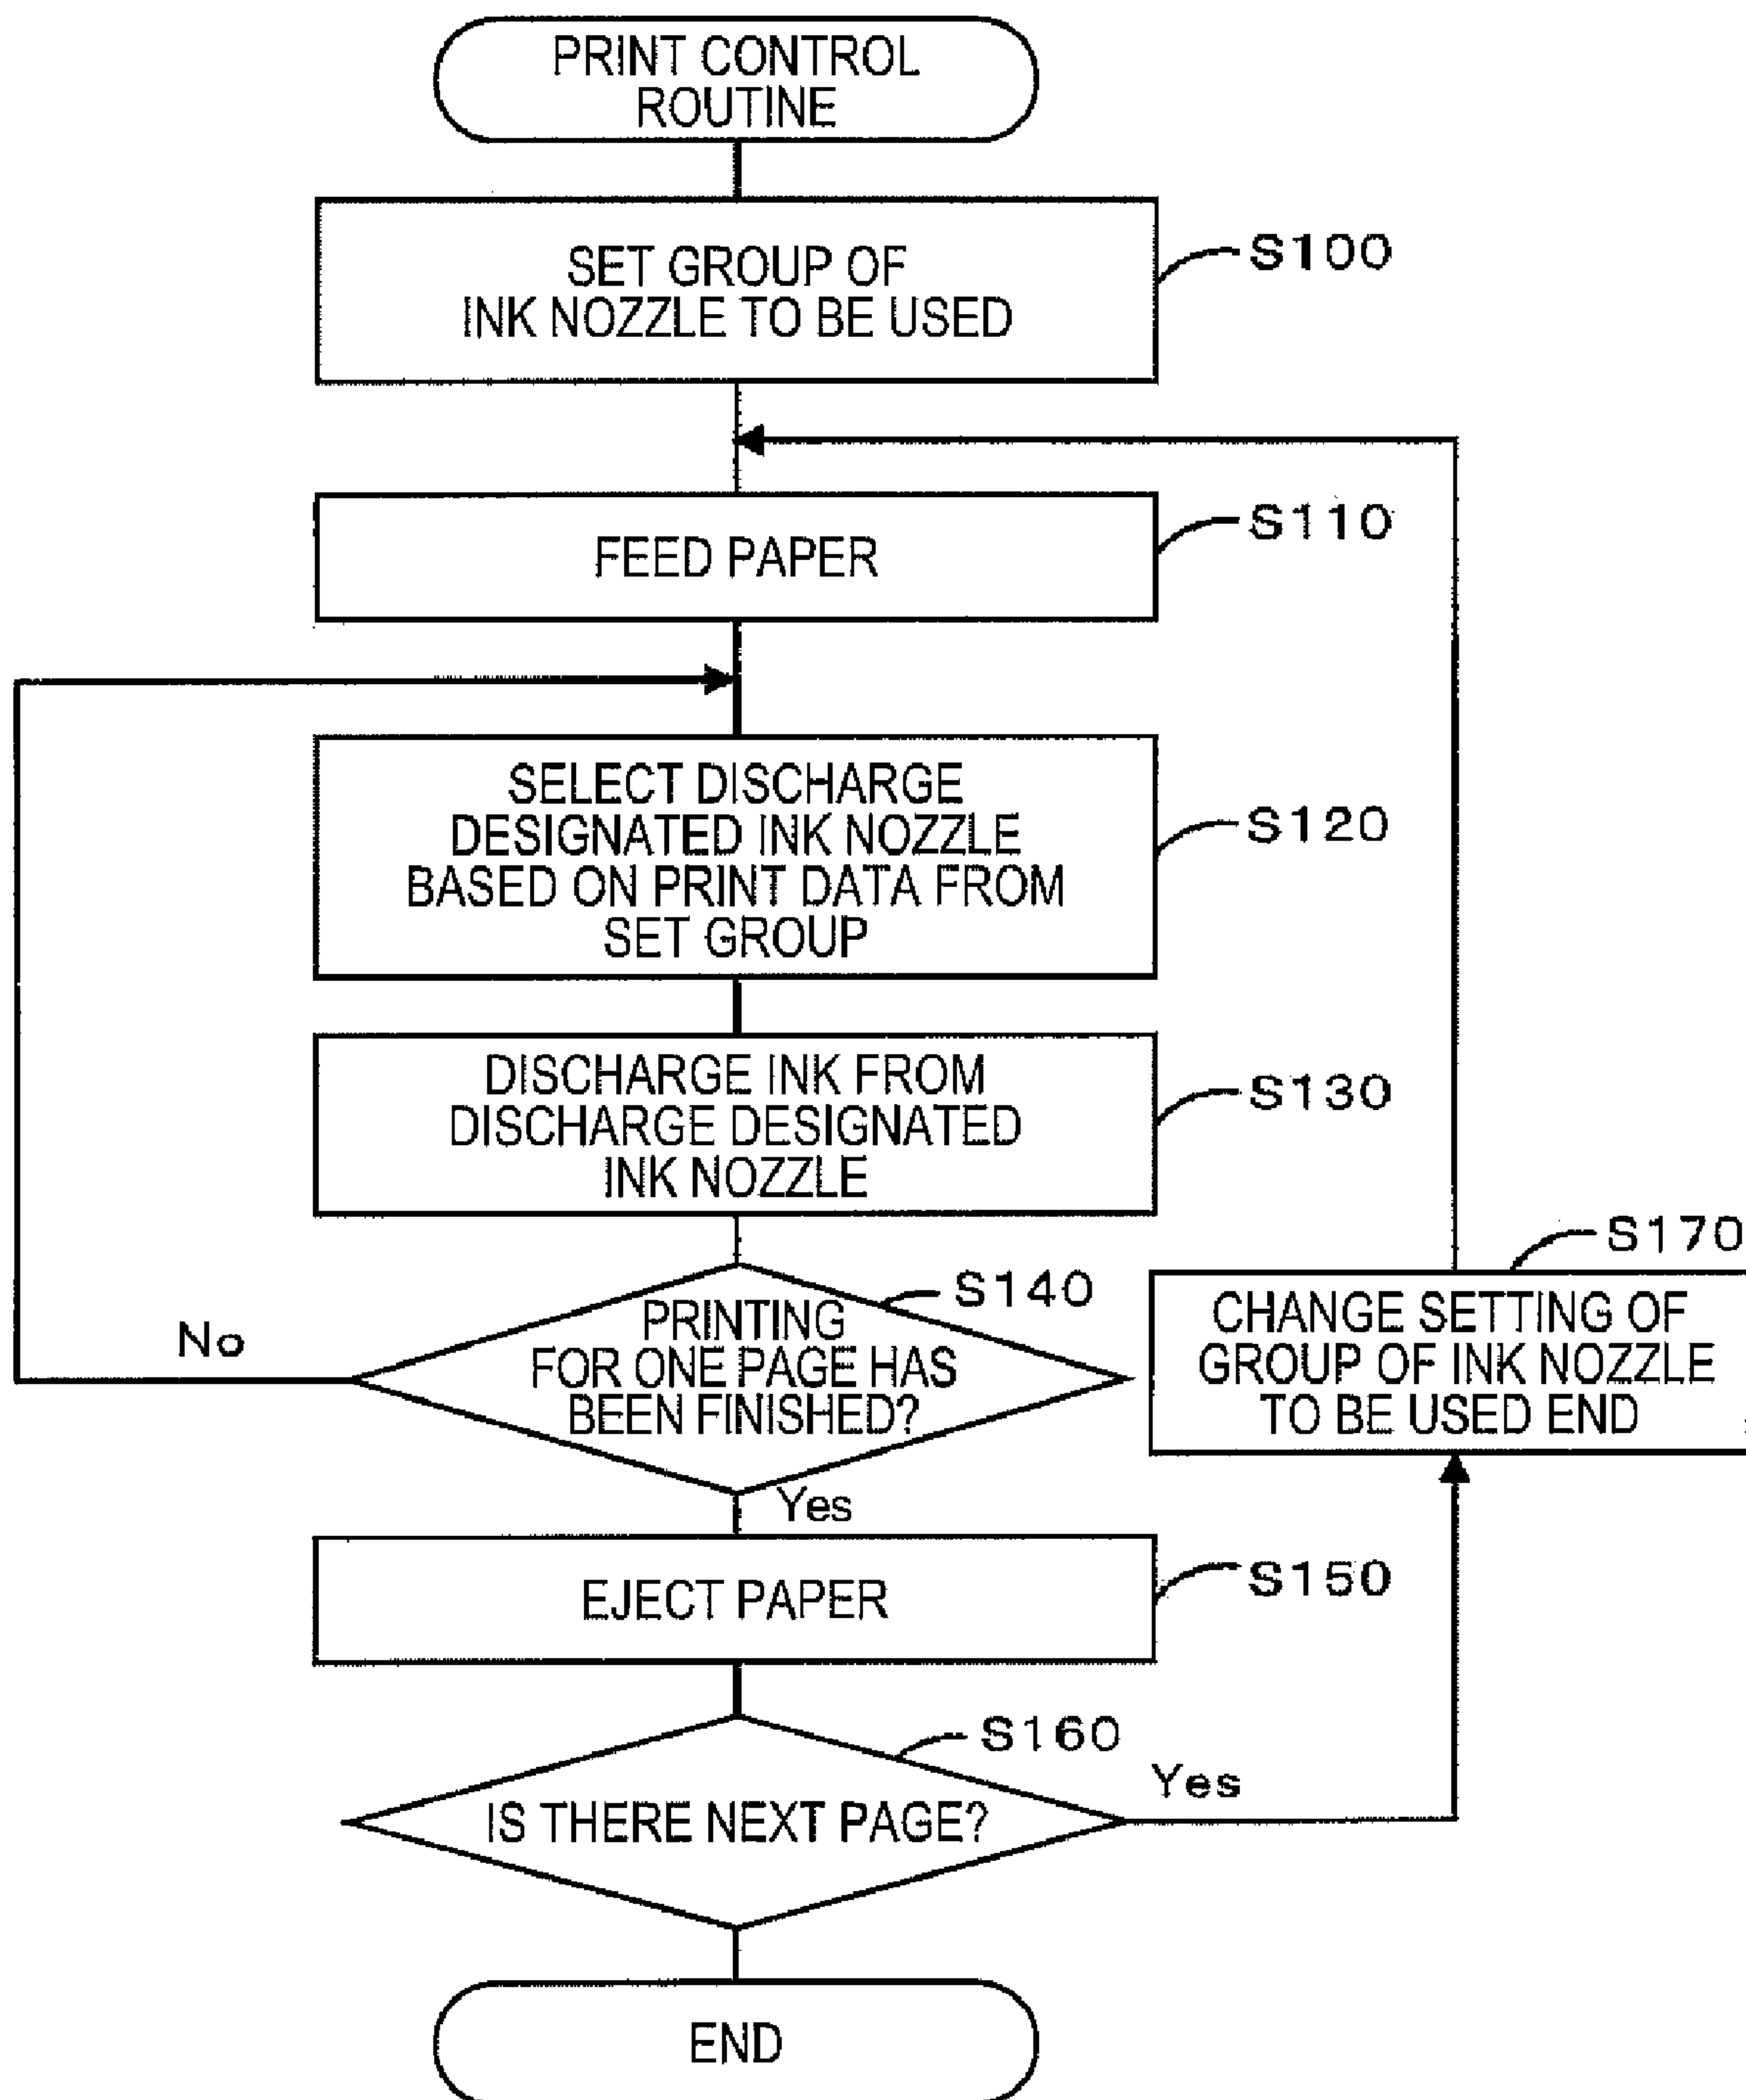 PRINT CONTROL
ROUTINE
SET GROUP OF
INK NOZZLE TO BE USED
S100
FEED PAPER
S110
SELECT DISCHARGE
DESIGNATED INK NOZZLE
BASED ON PRINT DATA FROM
SET GROUP
S120
DISCHARGE INK FROM
DISCHARGE DESIGNATED
INK NOZZLE
S130
PRINTING
FOR ONE PAGE HAS
BEEN FINISHED?
S140
No
Yes
S170
CHANGE SETTING OF
GROUP OF INK NOZZLE
TO BE USED END
EJECT PAPER
S150
IS THERE NEXT PAGE?
S160
Yes
END